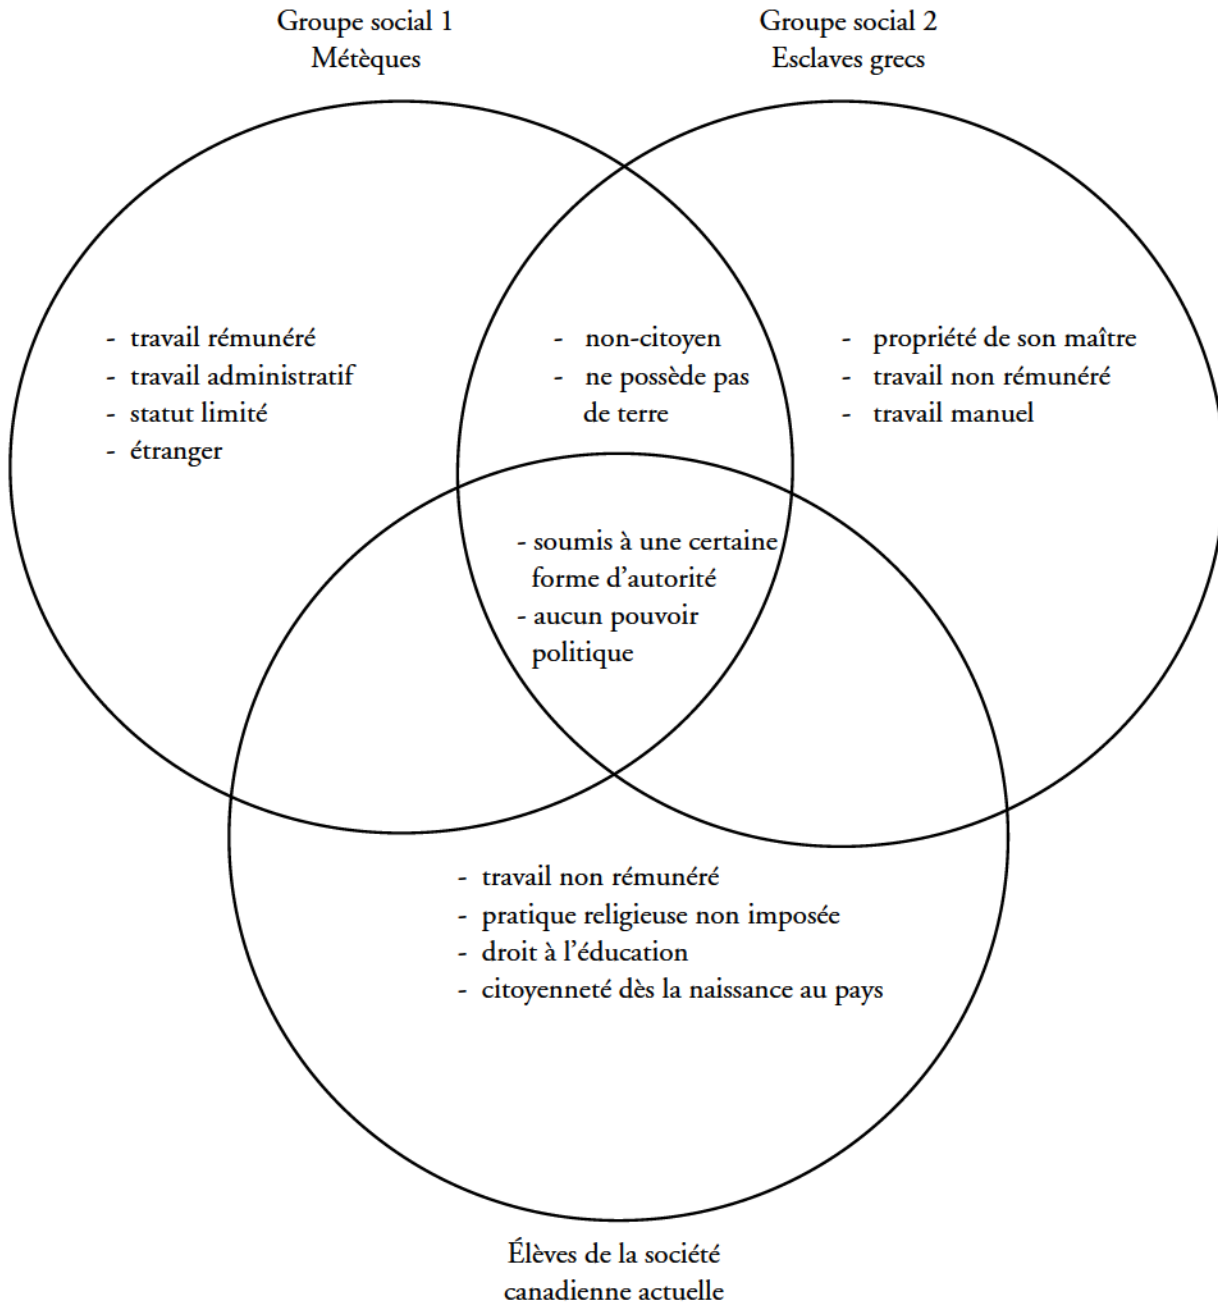 Groupe social 1
Métèques
Groupe social 2
Esclaves grecs
- travail rémunéré
- travail administratif
- statut limité
- étranger
- non-citoyen
- ne possède pas
de terre
- propriété de son maître
- travail non rémunéré
- travail manuel
- soumis à une certaine
forme d’autorité
- aucun pouvoir
politique
- travail non rémunéré
- pratique religieuse non imposée
- droit à l’éducation
- citoyenneté dès la naissance au pays
Élèves de la société
canadienne actuelle